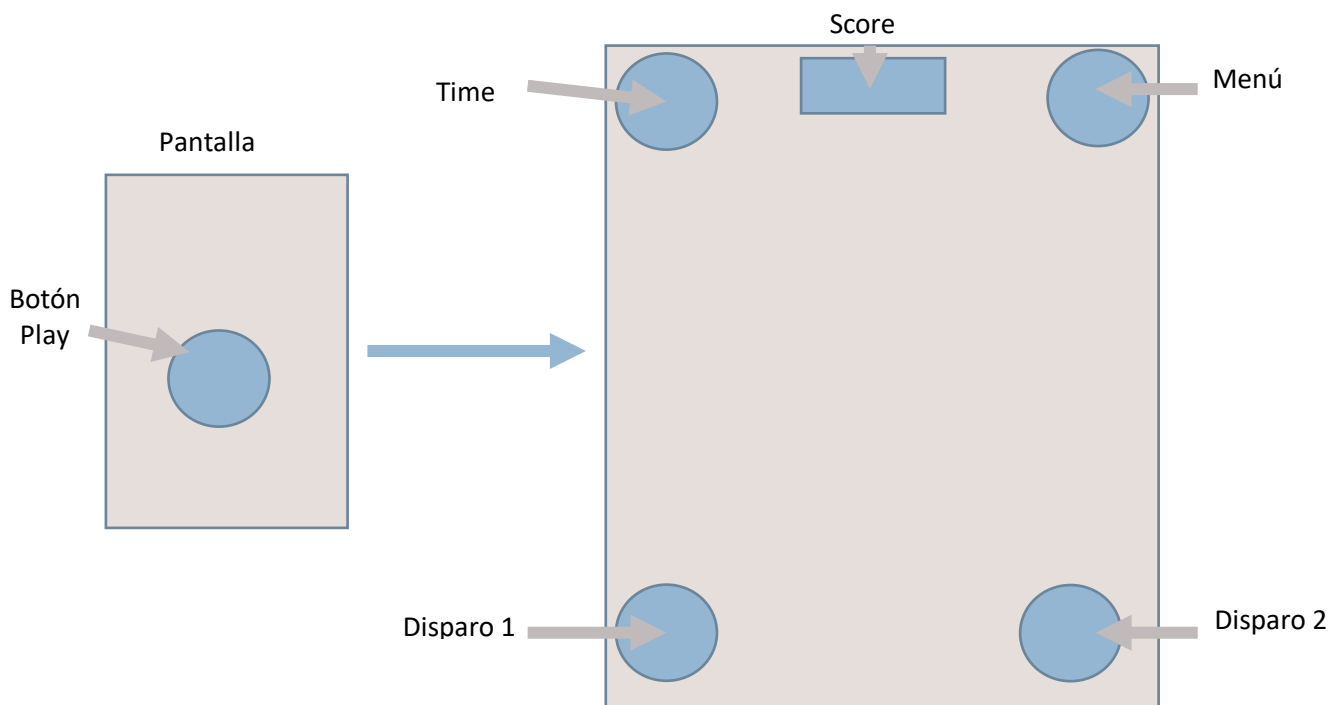 Score
Time
Menú
Pantalla
Botón
Play
Disparo 1
Disparo 2